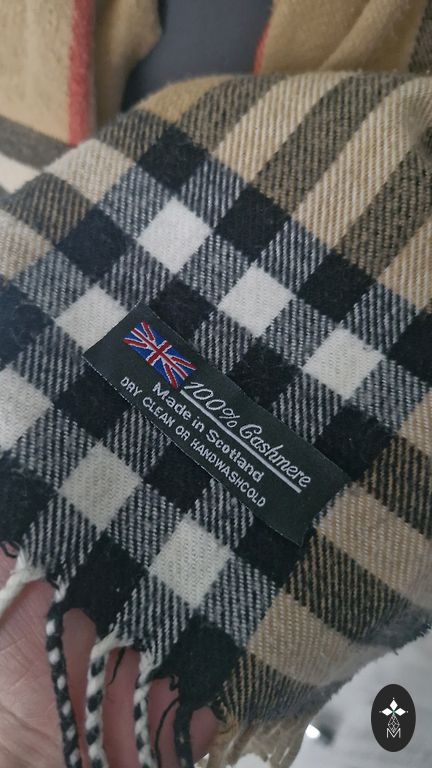 100% Cashmere
Made in Scotland
DRY CLEAN OR HANDWASHCOLD
M